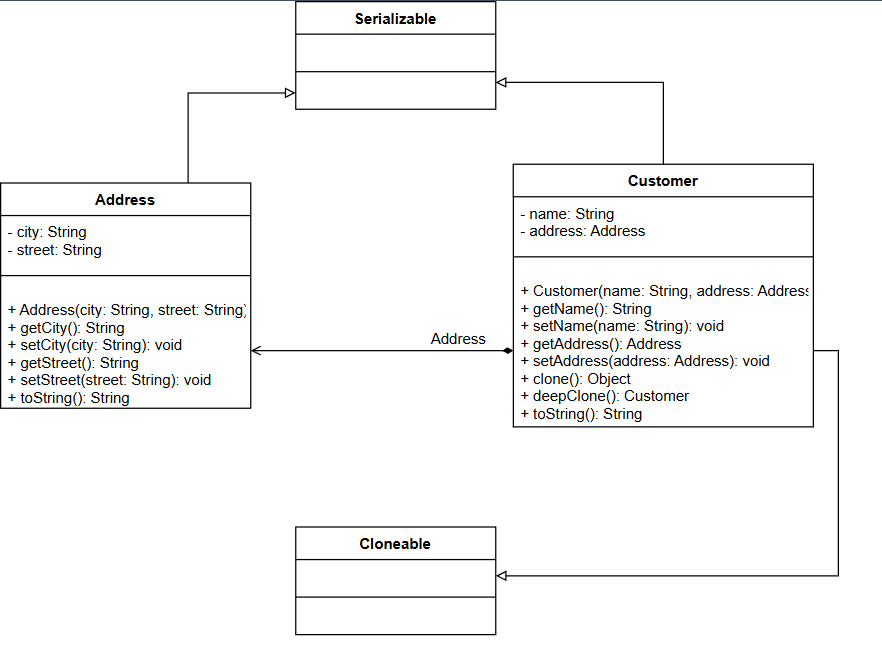 Serializable
Address
- city: String
- street: String
+ Address(city: String, street: String)
+ getCity(): String
+ setCity(city: String): void
+ getStreet(): String
+ setStreet(street: String): void
+ toString(): String
Address
Customer
- name: String
- address: Address
+ Customer(name: String, address: Address
+ getName(): String
+ setName(name: String): void
+ getAddress(): Address
+ setAddress(address: Address): void
+ clone(): Object
+ deepClone(): Customer
+ toString(): String
Cloneable